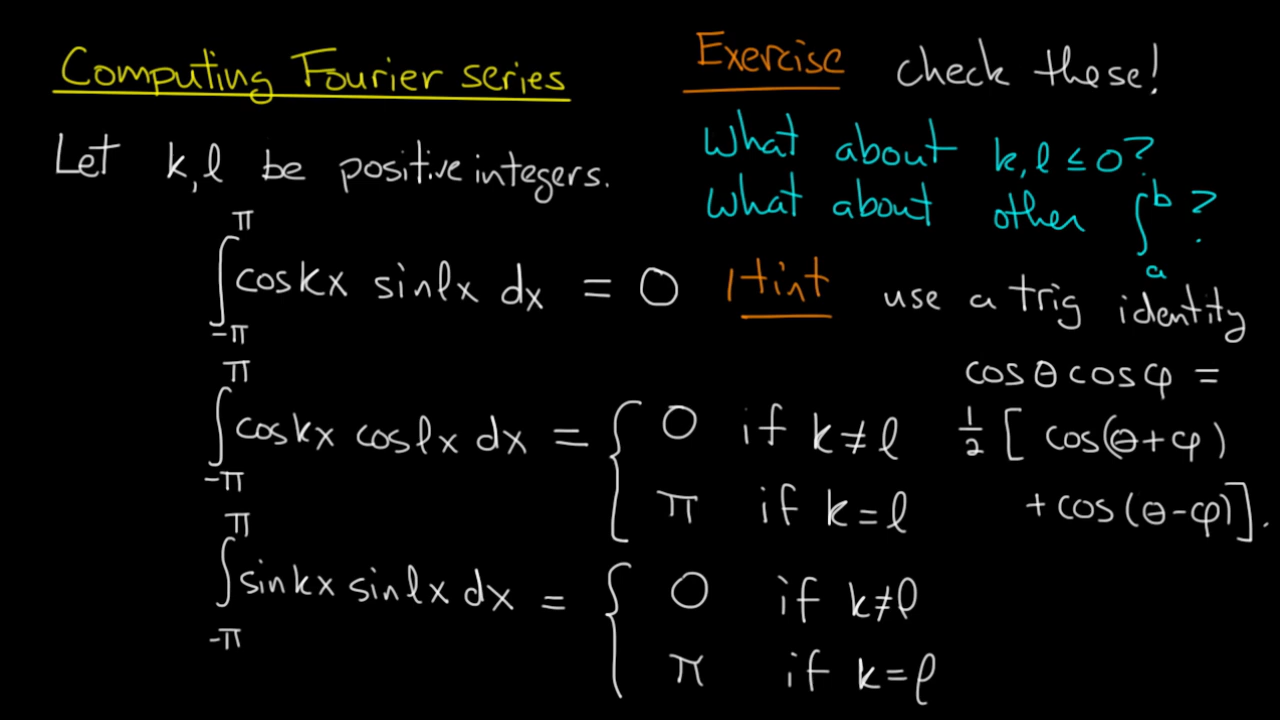 Computing Fourier series
Let k, ℓ be positive integers.
∫_{-π}^{π} cos kx sin ℓx dx = 0
∫_{-π}^{π} cos kx cos ℓx dx = { 0 if k ≠ ℓ
π if k = ℓ
∫_{-π}^{π} sin kx sin ℓx dx = { 0 if k ≠ ℓ
π if k = ℓ
Exercise check these!
What about k, ℓ ≤ 0?
What about other ∫_a^b ?
Hint use a trig identity
cos θ cos φ =
1/2 [ cos(θ+φ)
+ cos(θ-φ)].